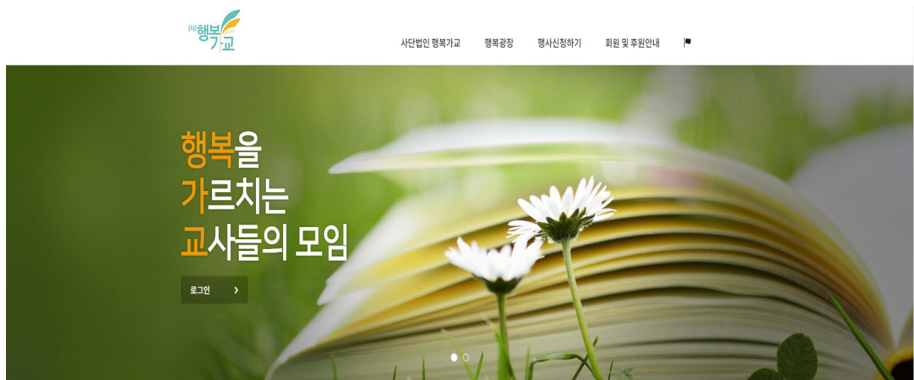 (사)행복
가교
사단법인 행복가교 행복광장 행사신청하기 회원 및 후원안내
행복을
가르치는
교사들의 모임
로그인